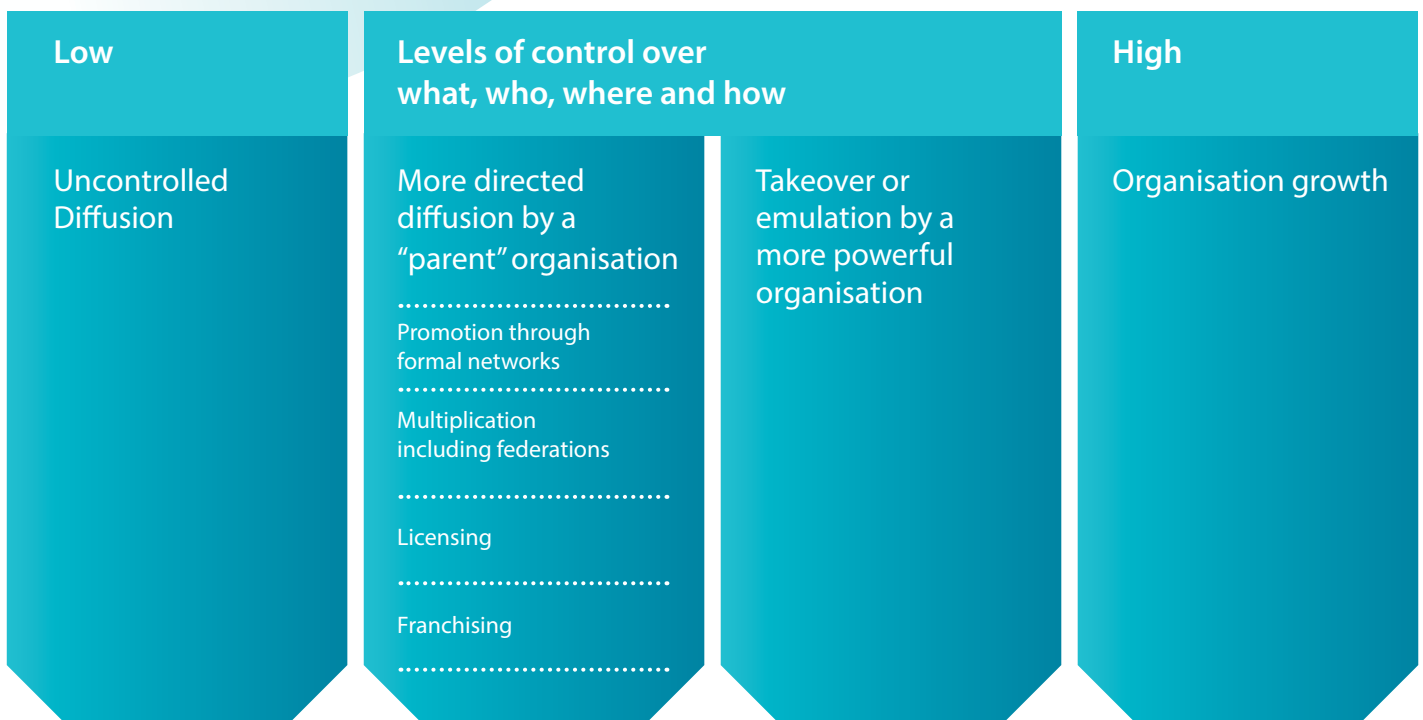 Low
Levels of control over
what, who, where and how
High
Uncontrolled
Diffusion
More directed
diffusion by a
“parent” organisation
Promotion through
formal networks
Multiplication
including federations
Licensing
Franchising
Takeover or
emulation by a
more powerful
organisation
Organisation growth